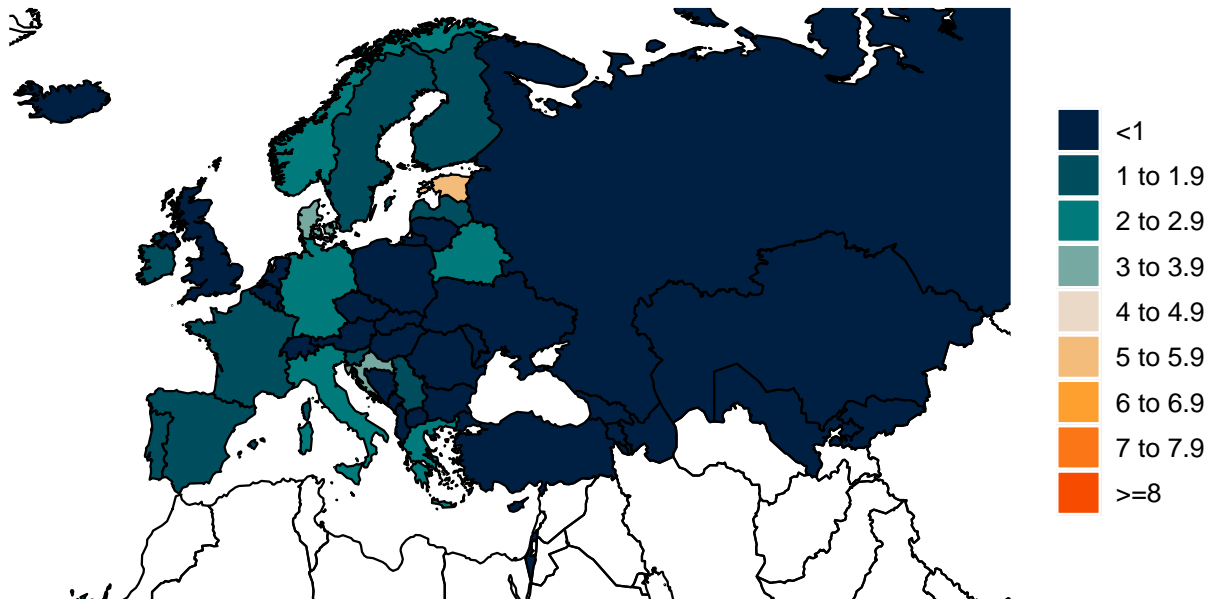 <1
1 to 1.9
2 to 2.9
3 to 3.9
4 to 4.9
5 to 5.9
6 to 6.9
7 to 7.9
>=8